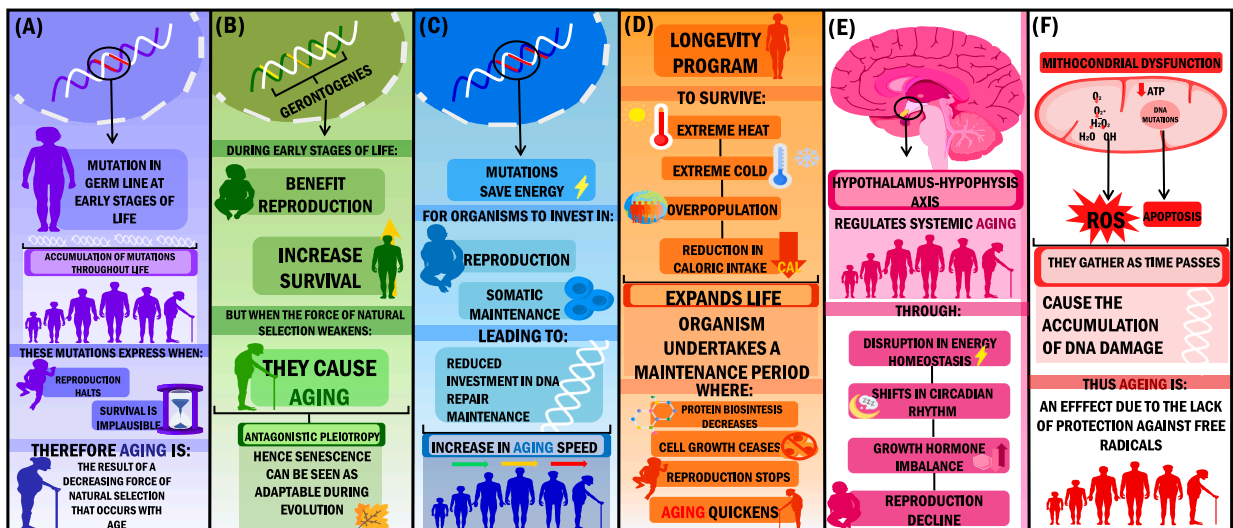 (A)
MUTATION IN
GERM LINE AT
EARLY STAGES OF
LIFE
ACCUMULATION OF MUTATIONS
THROUGHOUT LIFE
THESE MUTATIONS EXPRESS WHEN:
REPRODUCTION
HALTS
SURVIVAL IS
IMPLAUSIBLE
THEREFORE AGING IS:
THE RESULT OF A
DECREASING FORCE OF
NATURAL SELECTION
THAT OCCURS WITH
AGE
(B)
GERONTOGENES
DURING EARLY STAGES OF LIFE:
BENEFIT
REPRODUCTION
INCREASE
SURVIVAL
BUT WHEN THE FORCE OF NATURAL
SELECTION WEAKENS:
THEY CAUSE
AGING
ANTAGONISTIC PLEIOTROPY
HENCE SENESCENCE
CAN BE SEEN AS
ADAPTABLE DURING
EVOLUTION
(C)
MUTATIONS
SAVE ENERGY
FOR ORGANISMS TO INVEST IN:
REPRODUCTION
SOMATIC
MAINTENANCE
LEADING TO:
REDUCED
INVESTMENT IN DNA
REPAIR
MAINTENANCE
INCREASE IN AGING SPEED
(D)
LONGEVITY
PROGRAM
TO SURVIVE:
EXTREME HEAT
EXTREME COLD
OVERPOPULATION
REDUCTION IN
CALORIC INTAKE
CAL
EXPANDS LIFE
ORGANISM
UNDERTAKES A
MAINTENANCE PERIOD
WHERE:
PROTEIN BIOSINTESIS
DECREASES
CELL GROWTH CEASES
REPRODUCTION STOPS
AGING QUICKENS
(E)
HYPOTHALAMUS-HYPOPHYSIS
AXIS
REGULATES SYSTEMIC AGING
THROUGH:
DISRUPTION IN ENERGY
HOMEOSTASIS
SHIFTS IN CIRCADIAN
RHYTHM
GROWTH HORMONE
IMBALANCE
REPRODUCTION
DECLINE
(F)
MITHOCONDRIAL DYSFUNCTION
O₂
O₂-
H₂O₂
H₂O OH
ATP
DNA
MUTATIONS
ROS
APOPTOSIS
THEY GATHER AS TIME PASSES
CAUSE THE
ACCUMULATION
OF DNA DAMAGE
THUS AGEING IS:
AN EFFFECT DUE TO THE LACK
OF PROTECTION AGAINST FREE
RADICALS